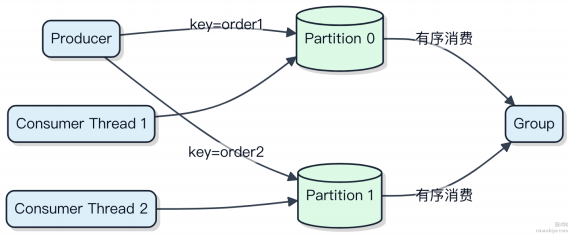 key=order1
Producer
Partition 0
有序消费
Consumer Thread 1
Group
key=order2
Partition 1
有序消费
Consumer Thread 2